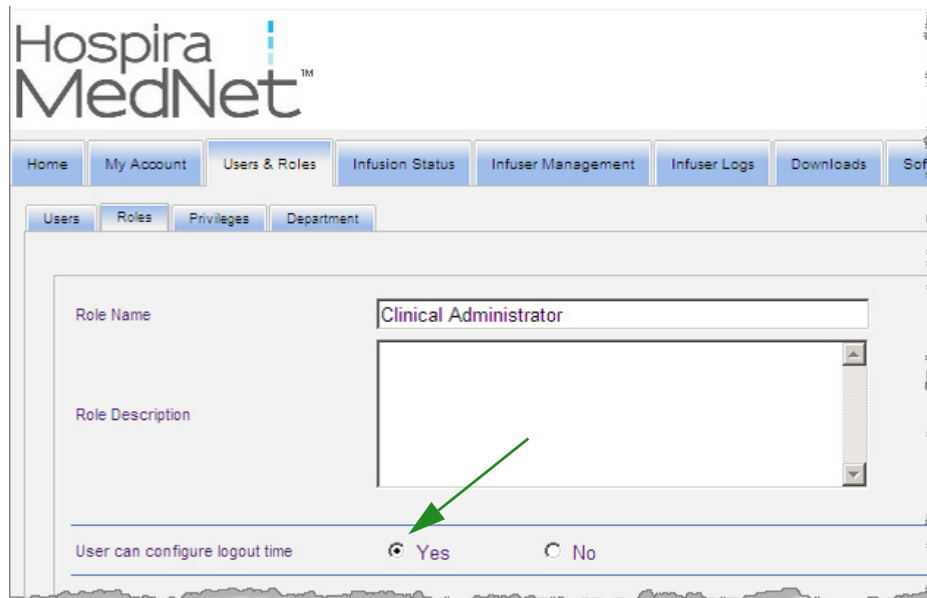 Hospira
MedNet™
Home My Account Users & Roles Infusion Status Infuser Management Infuser Logs Downloads
Users Roles Privileges Department
Role Name Clinical Administrator
Role Description
User can configure logout time Yes No